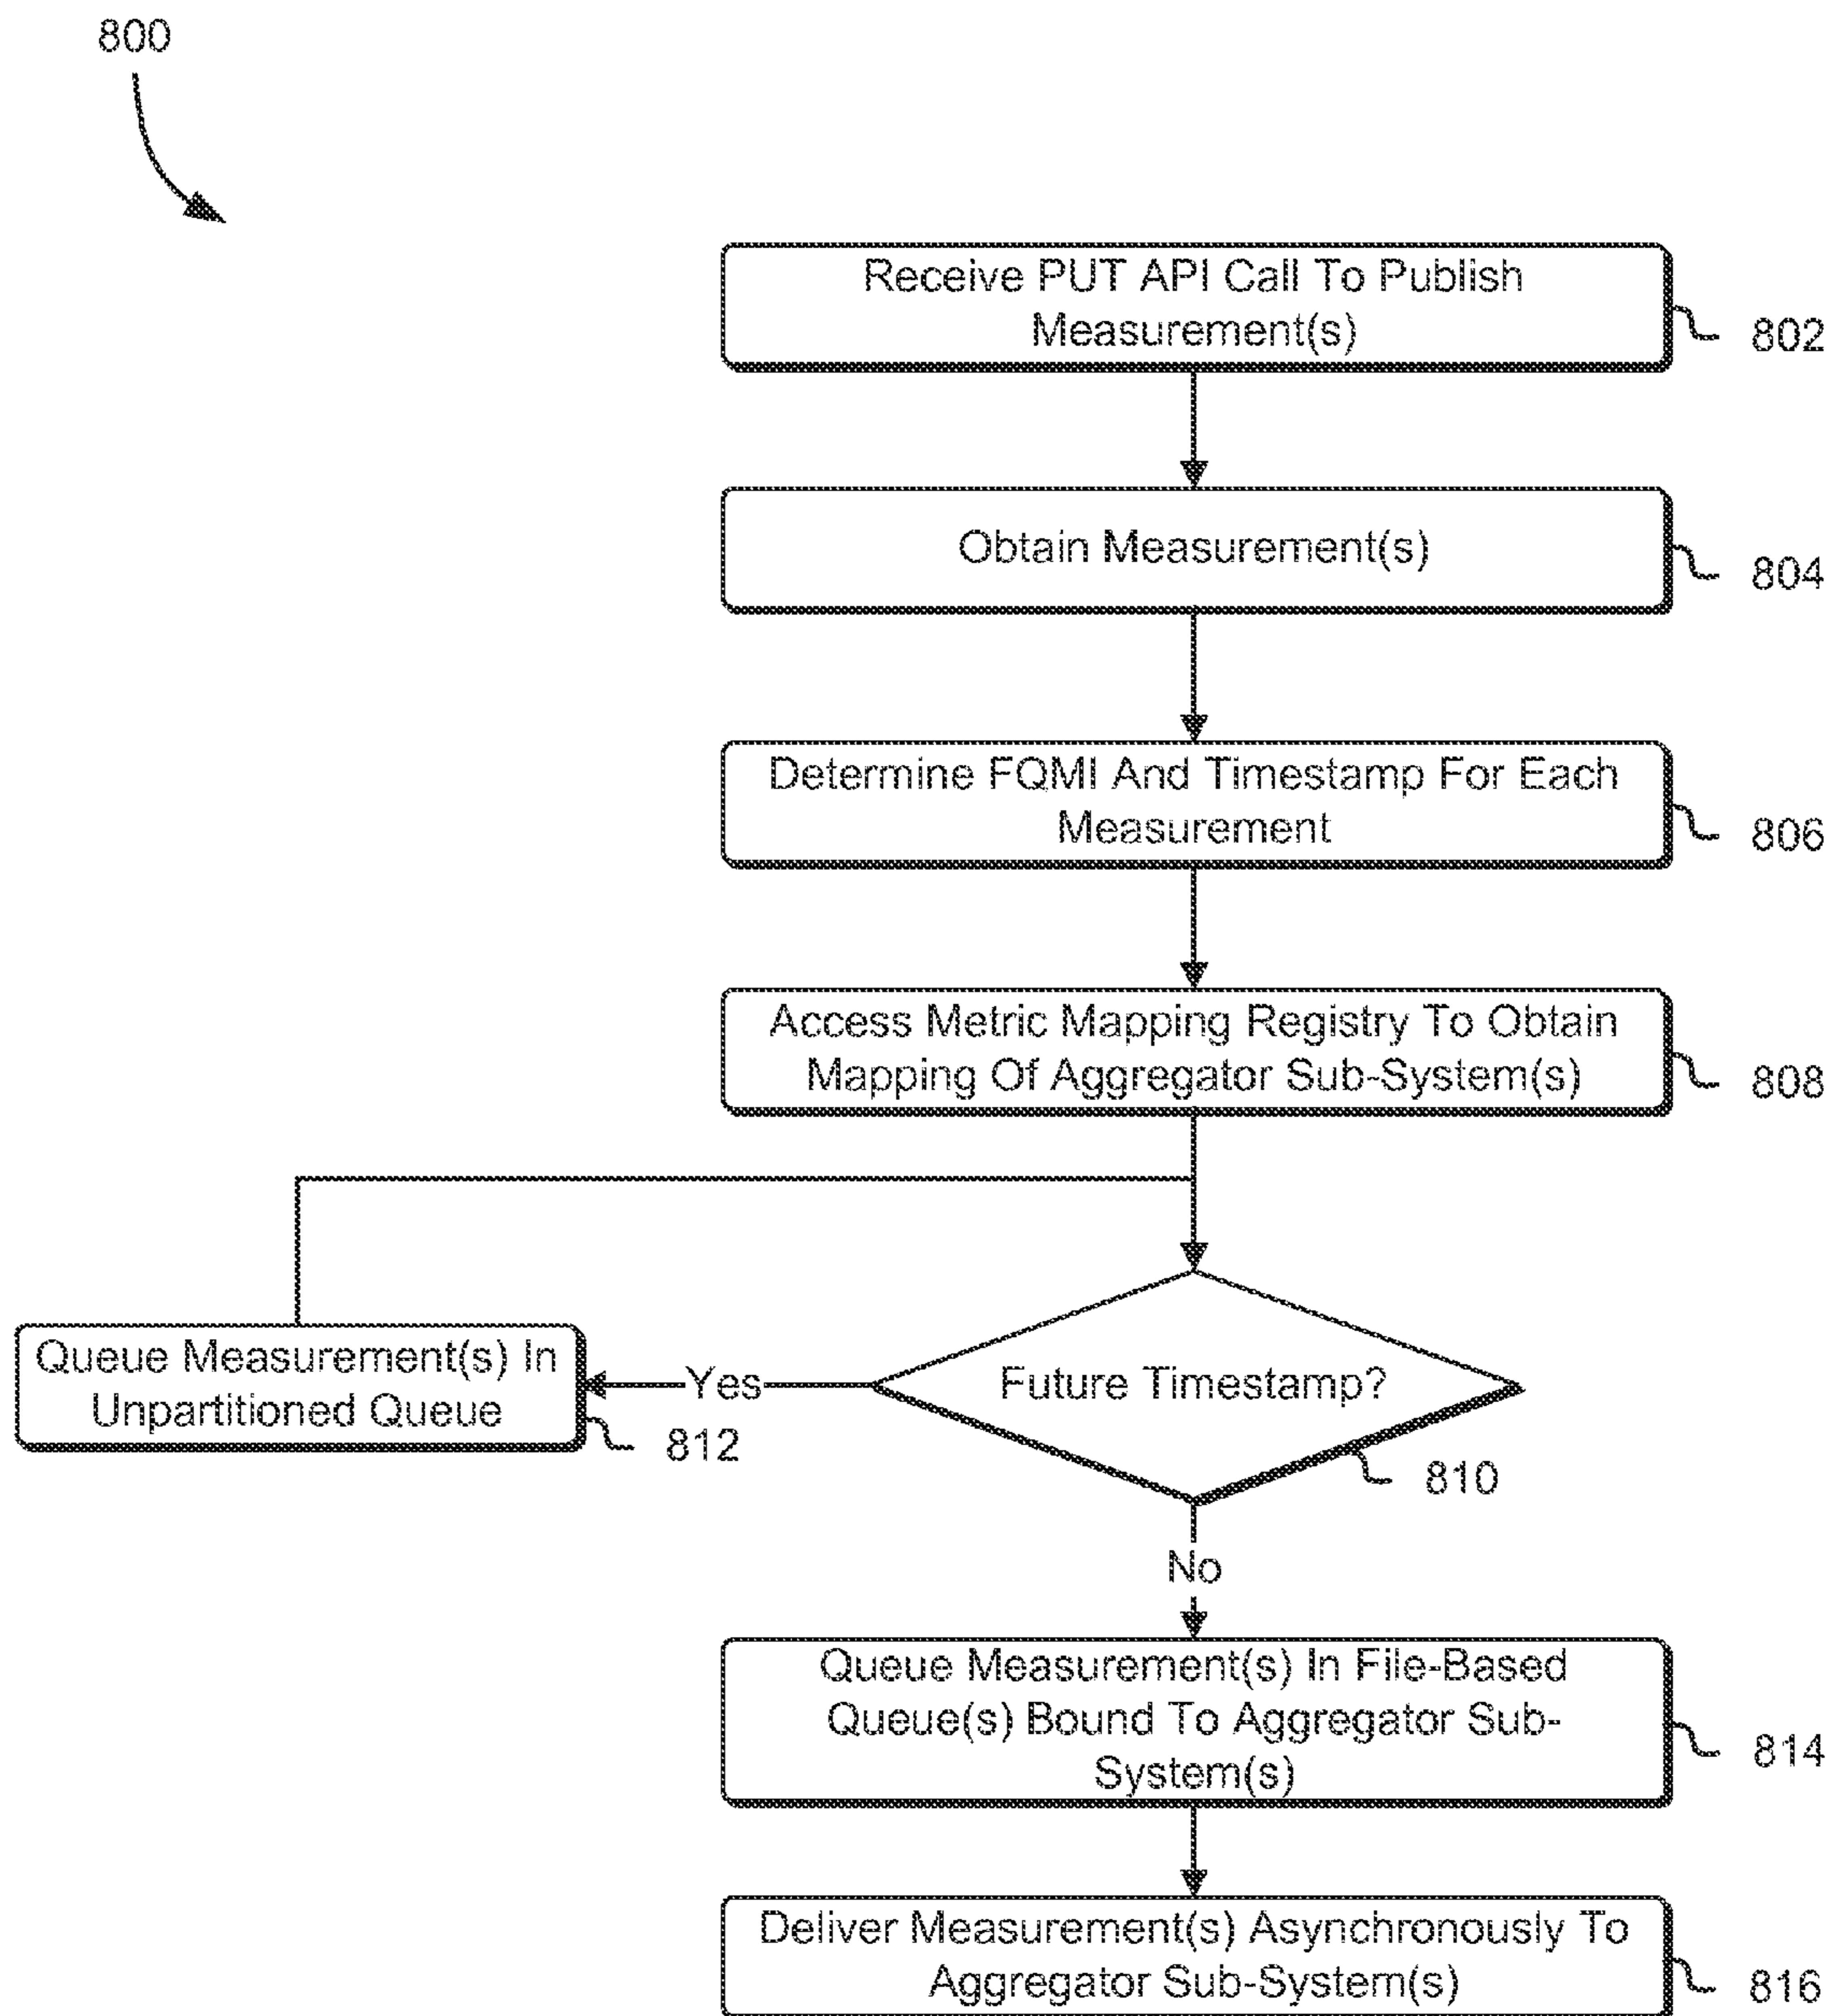 800
Receive PUT API Call To Publish
Measurement(s)
802
Obtain Measurement(s)
804
Determine FQMI And Timestamp For Each
Measurement
806
Access Metric Mapping Registry To Obtain
Mapping Of Aggregator Sub-System(s)
808
Queue Measurement(s) In
Unpartitioned Queue
812
Yes
Future Timestamp?
810
No
Queue Measurement(s) In File-Based
Queue(s) Bound To Aggregator Sub-
System(s)
814
Deliver Measurement(s) Asynchronously To
Aggregator Sub-System(s)
816